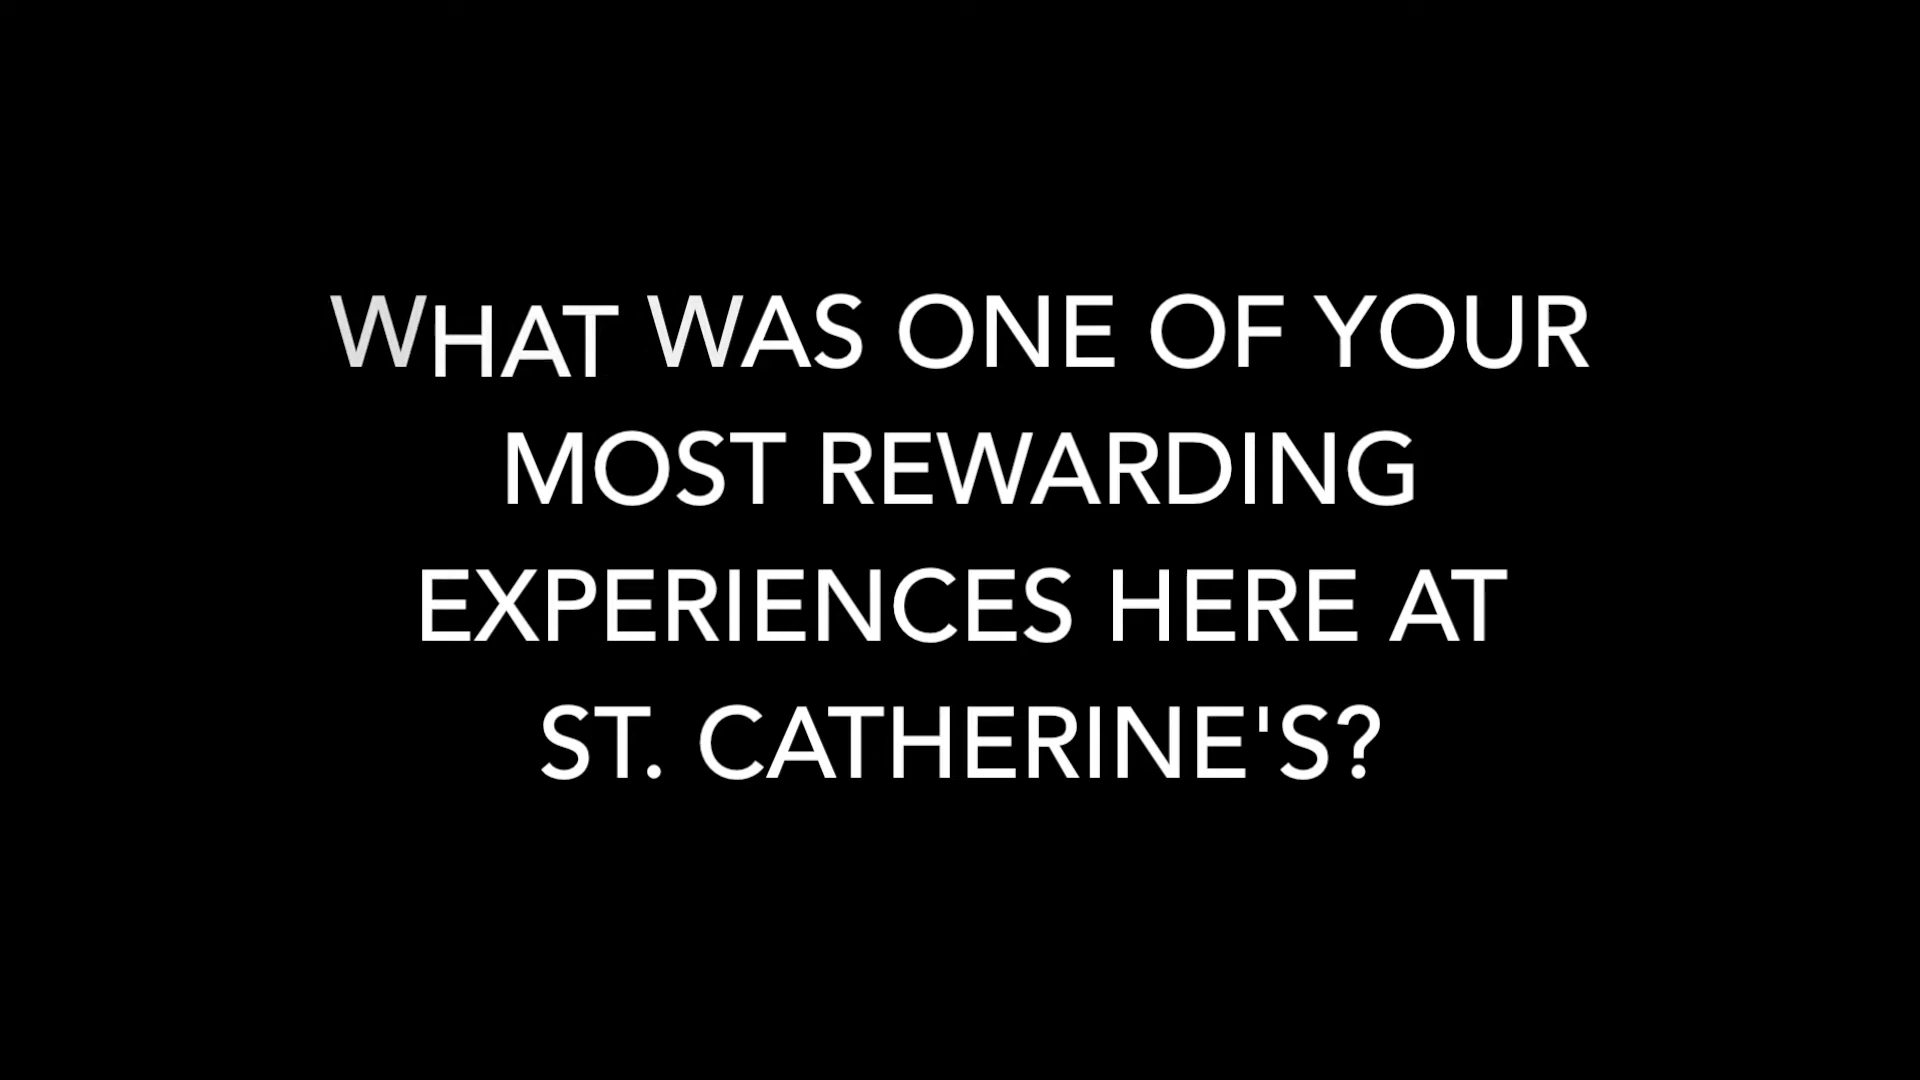 WHAT WAS ONE OF YOUR
MOST REWARDING
EXPERIENCES HERE AT
ST. CATHERINE'S?